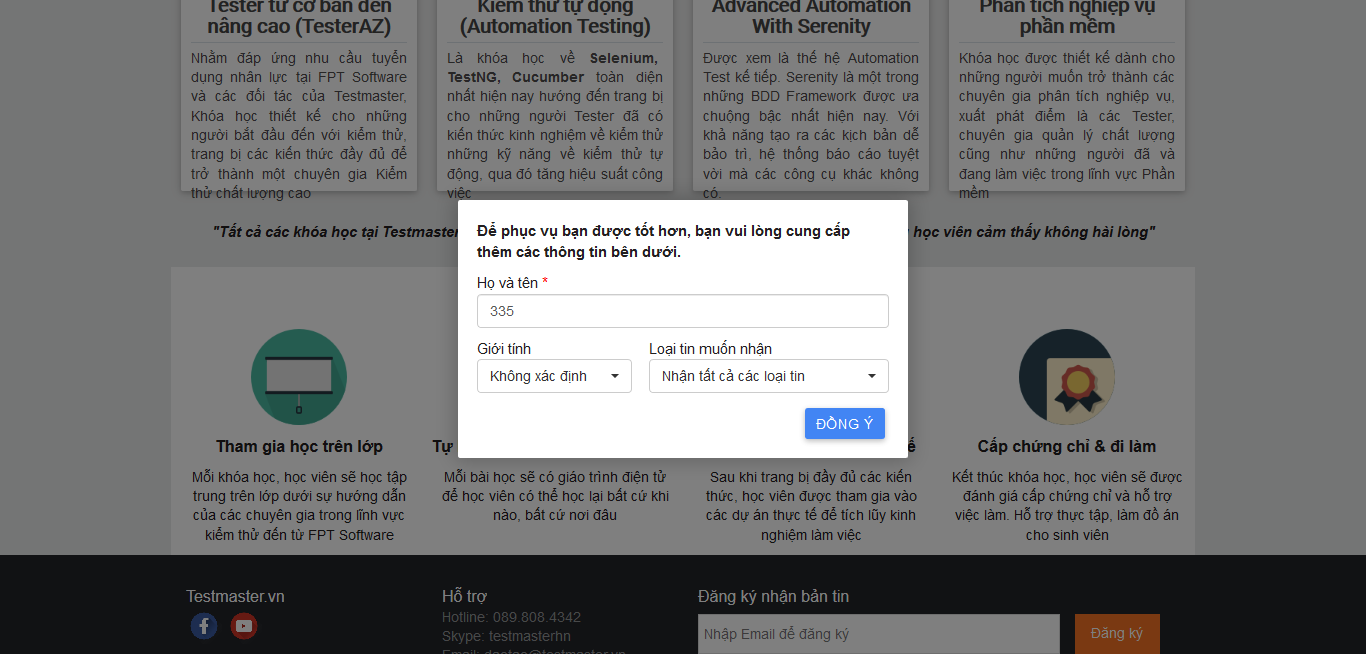 Tester từ cơ bản đến
nâng cao (TesterAZ)
Nhằm đáp ứng nhu cầu tuyển
dụng nhân lực tại FPT Software
và các đối tác của Testmaster,
Khóa học thiết kế cho những
người bắt đầu đến với kiểm thử,
trang bị các kiến thức đầy đủ để
trở thành một chuyên gia Kiểm
thử chất lượng cao
Kiểm thử tự động
(Automation Testing)
Là khóa học về Selenium,
TestNG, Cucumber toàn diện
nhất hiện nay hướng đến trang bị
cho những người Tester đã có
kiến thức kinh nghiệm về kiểm thử
những kỹ năng về kiểm thử tự
động, qua đó tăng hiệu suất công
việc
Advanced Automation
With Serenity
Được xem là thế hệ Automation
Test kế tiếp. Serenity là một trong
những BDD Framework được ưa
chuộng bậc nhất hiện nay. Với
khả năng tạo ra các kịch bản dễ
bảo trì, hệ thống báo cáo tuyệt
vời mà các công cụ khác không
có.
Phân tích nghiệp vụ
phần mềm
Khóa học được thiết kế dành cho
những người muốn trở thành các
chuyên gia phân tích nghiệp vụ,
xuất phát điểm là các Tester,
chuyên gia quản lý chất lượng
cũng như những người đã và
đang làm việc trong lĩnh vực Phần
mềm
"Tất cả các khóa học tại Testmaster
học viên cảm thấy không hài lòng"
Để phục vụ bạn được tốt hơn, bạn vui lòng cung cấp
thêm các thông tin bên dưới.
Họ và tên *
335
Giới tính
Không xác định
Loại tin muốn nhận
Nhận tất cả các loại tin
ĐỒNG Ý
Tham gia học trên lớp
Mỗi khóa học, học viên sẽ học tập
trung trên lớp dưới sự hướng dẫn
của các chuyên gia trong lĩnh vực
kiểm thử đến từ FPT Software
Tự
Mỗi bài học sẽ có giáo trình điện tử
để học viên có thể học lại bất cứ khi
nào, bất cứ nơi đâu
Sau khi trang bị đầy đủ các kiến
thức, học viên được tham gia vào
các dự án thực tế để tích lũy kinh
nghiệm làm việc
Cấp chứng chỉ & đi làm
Kết thúc khóa học, học viên sẽ được
đánh giá cấp chứng chỉ và hỗ trợ
việc làm. Hỗ trợ thực tập, làm đồ án
cho sinh viên
Testmaster.vn
Hỗ trợ
Hotline: 089.808.4342
Skype: testmasterhn
Đăng ký nhận bản tin
Nhập Email để đăng ký
Đăng ký